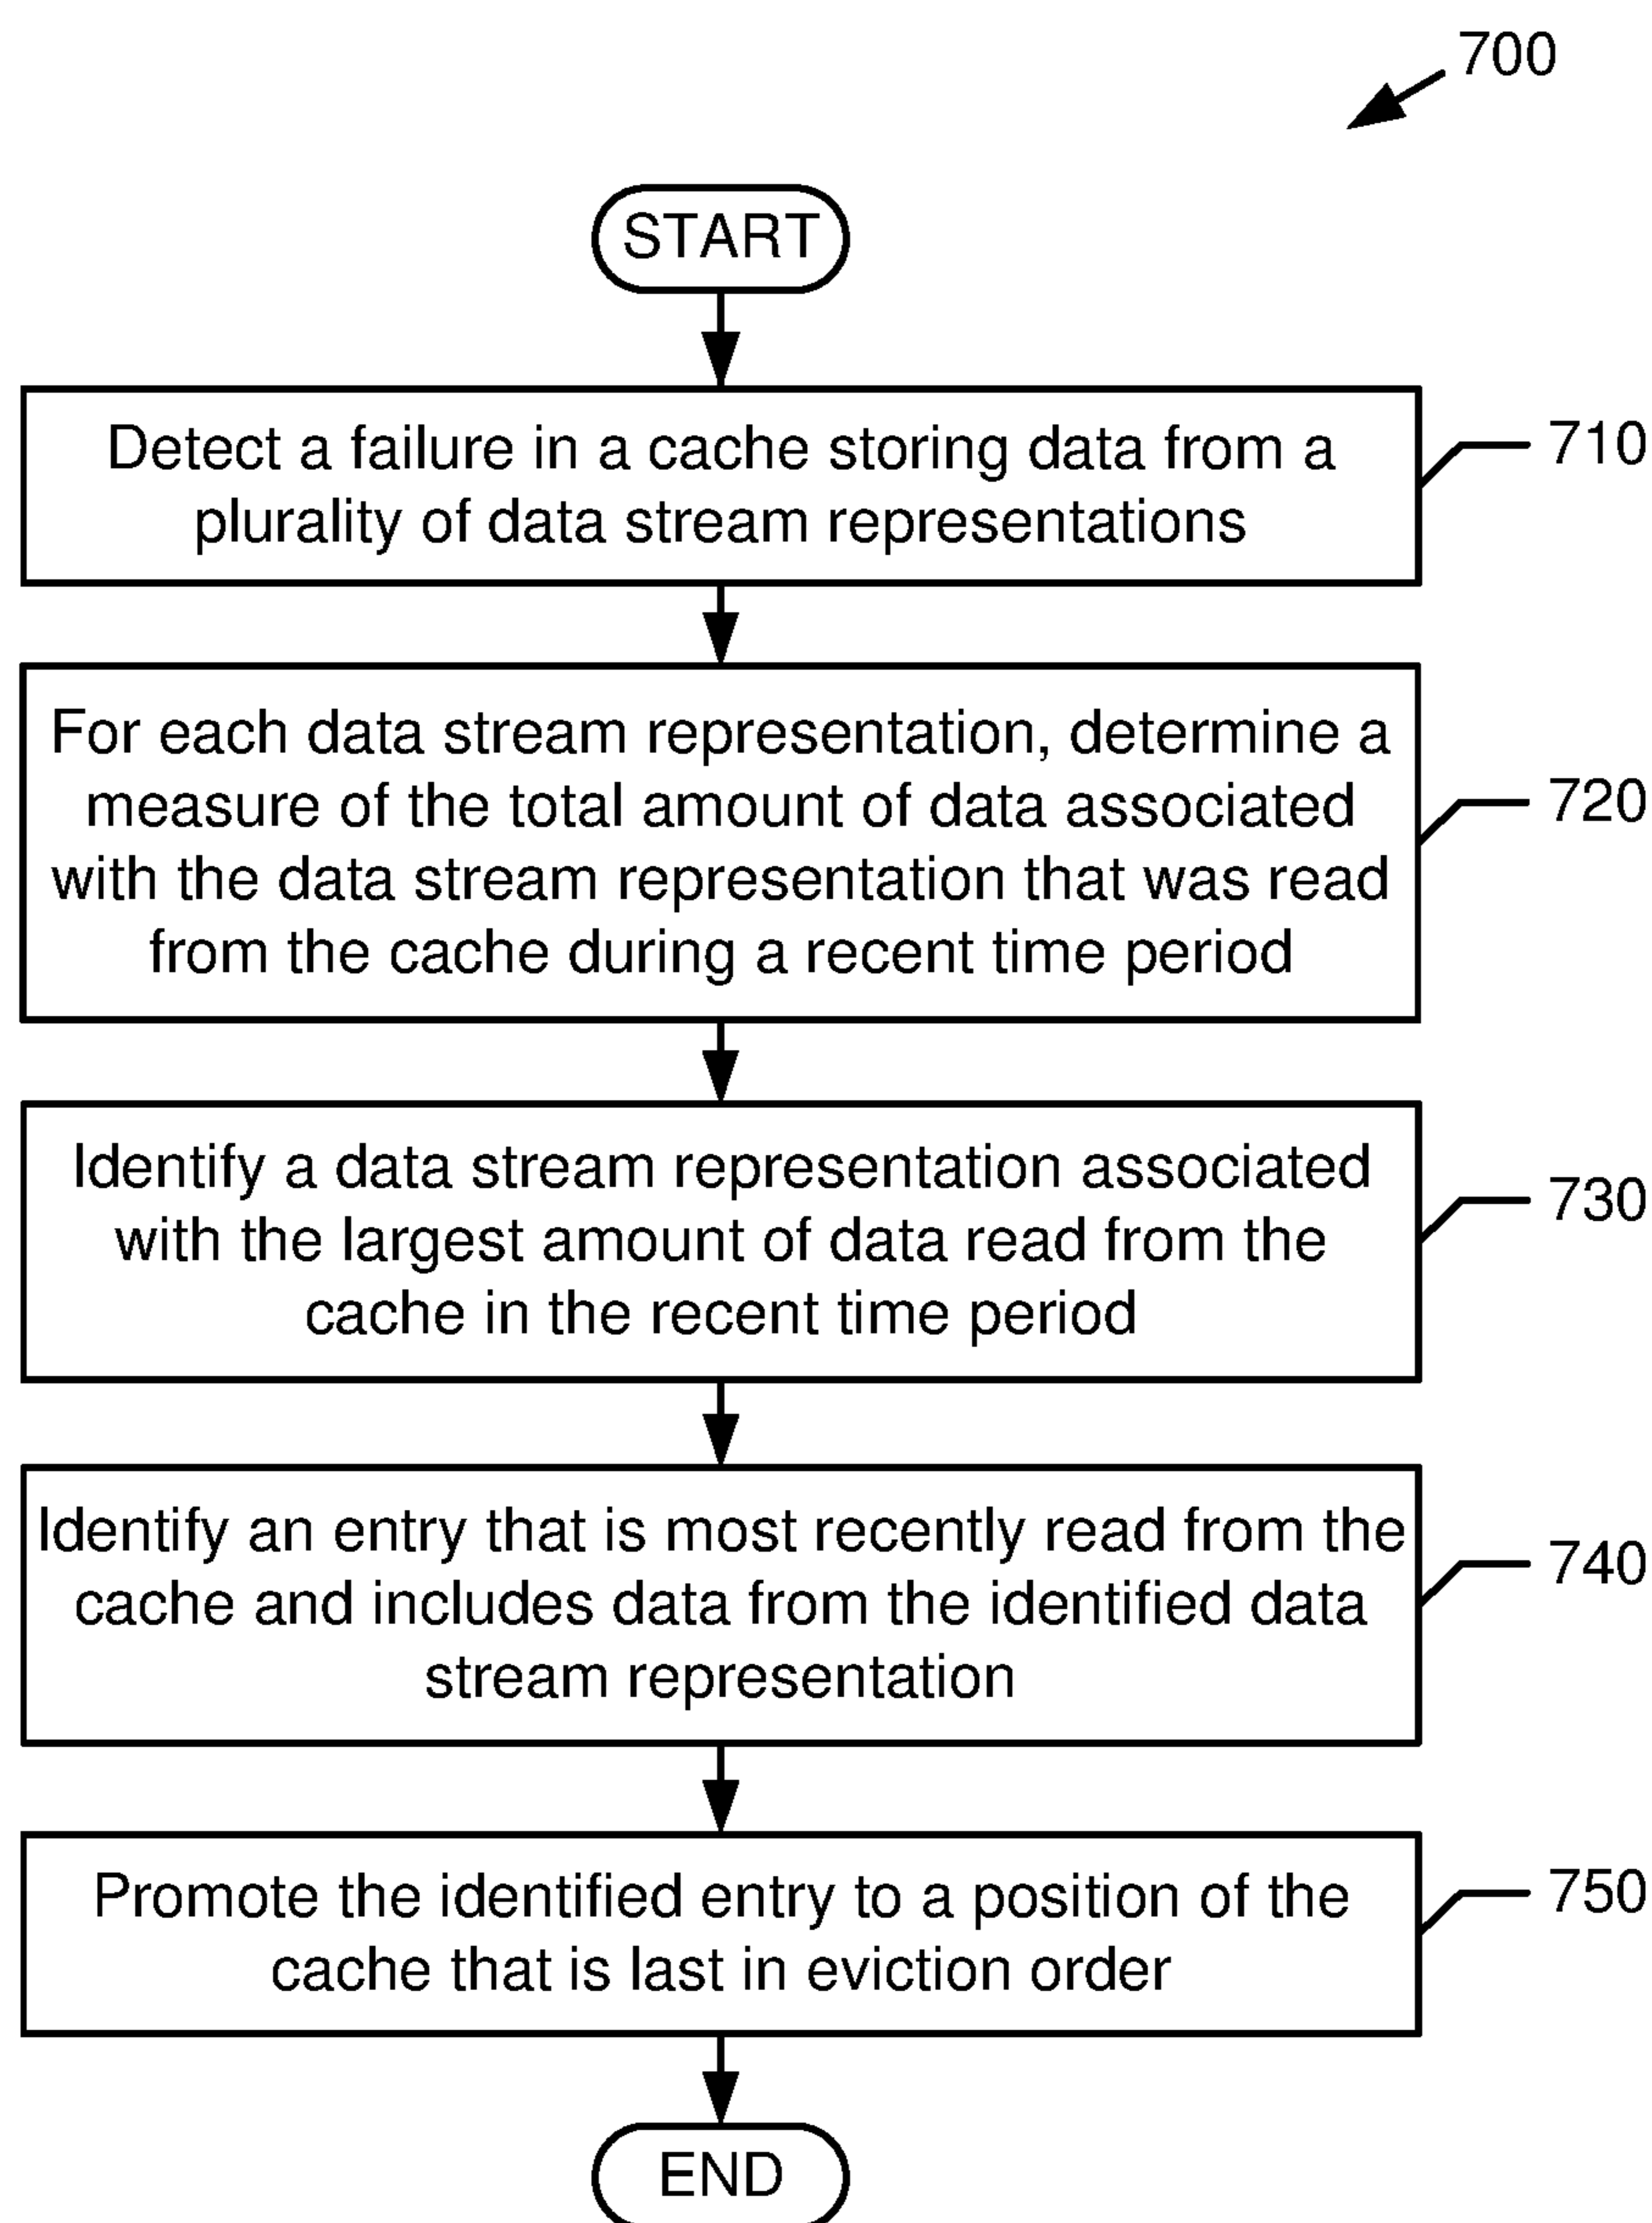 700
START
Detect a failure in a cache storing data from a
plurality of data stream representations
710
For each data stream representation, determine a
measure of the total amount of data associated
with the data stream representation that was read
from the cache during a recent time period
720
Identify a data stream representation associated
with the largest amount of data read from the
cache in the recent time period
730
Identify an entry that is most recently read from the
cache and includes data from the identified data
stream representation
740
Promote the identified entry to a position of the
cache that is last in eviction order
750
END